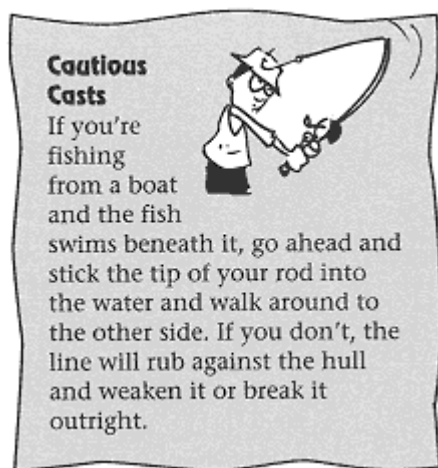 Cautious
Casts
If you're
fishing
from a boat
and the fish
swims beneath it, go ahead and
stick the tip of your rod into
the water and walk around to
the other side. If you don't, the
line will rub against the hull
and weaken it or break it
outright.